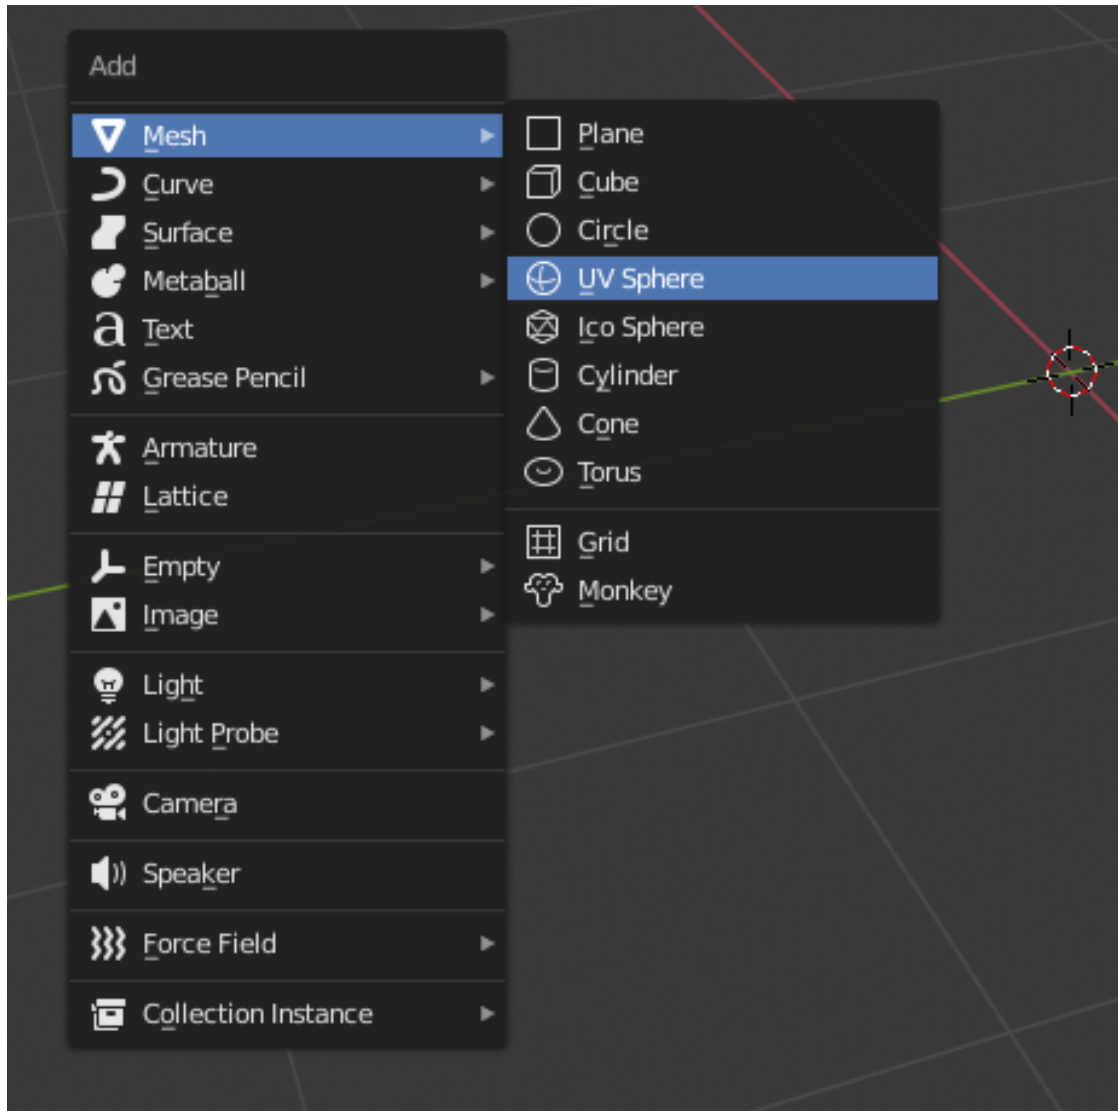 Add
Mesh
Curve
Surface
Metaball
Text
Grease Pencil
Armature
Lattice
Empty
Image
Light
Light Probe
Camera
Speaker
Force Field
Collection Instance
Plane
Cube
Circle
UV Sphere
Ico Sphere
Cylinder
Cone
Torus
Grid
Monkey